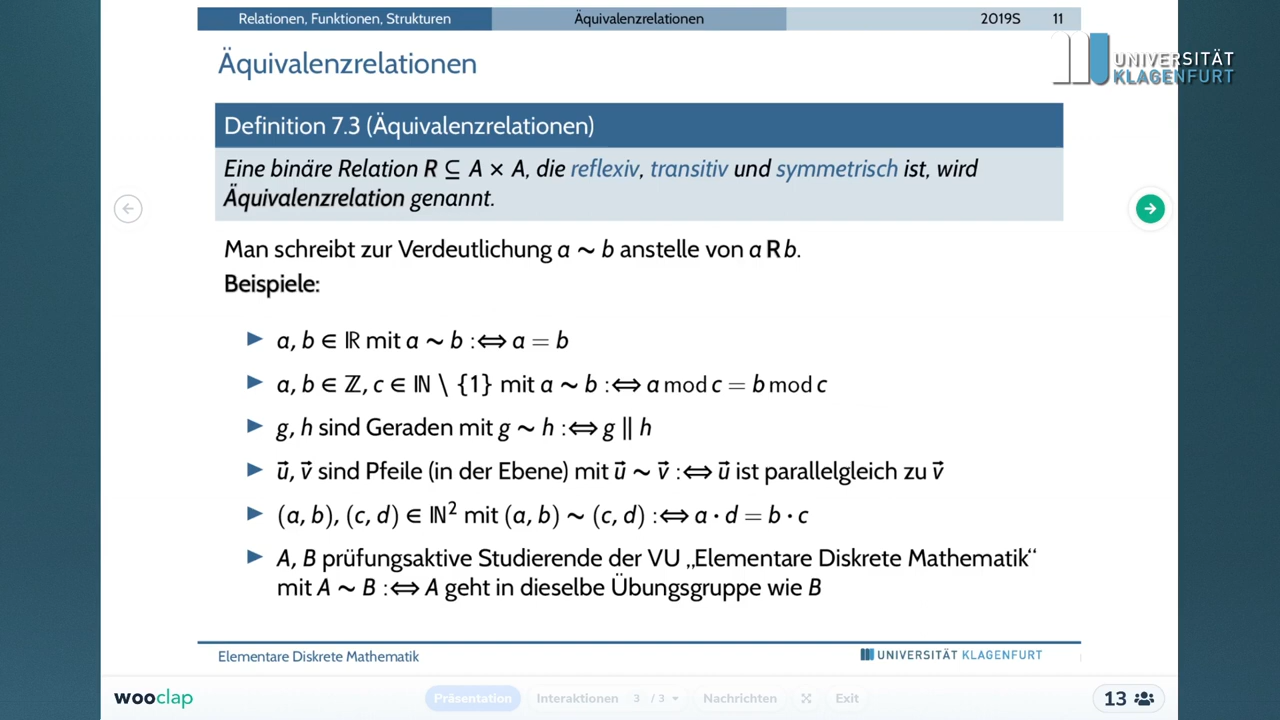 Relationen, Funktionen, Strukturen Äquivalenzrelationen 2019S 11
Äquivalenzrelationen
UNIVERSITÄT
KLAGENFURT
Definition 7.3 (Äquivalenzrelationen)
Eine binäre Relation R ⊆ A × A, die reflexiv, transitiv und symmetrisch ist, wird
Äquivalenzrelation genannt.
Man schreibt zur Verdeutlichung a ∼ b anstelle von a R b.
Beispiele:
a, b ∈ ℝ mit a ∼ b :⇔ a = b
a, b ∈ ℤ, c ∈ ℕ \ {1} mit a ∼ b :⇔ a mod c = b mod c
g, h sind Geraden mit g ∼ h :⇔ g ∥ h
u⃗, v⃗ sind Pfeile (in der Ebene) mit u⃗ ∼ v⃗ :⇔ u⃗ ist parallelgleich zu v⃗
(a, b), (c, d) ∈ ℕ² mit (a, b) ∼ (c, d) :⇔ a · d = b · c
A, B prüfungsaktive Studierende der VU „Elementare Diskrete Mathematik“
mit A ∼ B :⇔ A geht in dieselbe Übungsgruppe wie B
Elementare Diskrete Mathematik UNIVERSITÄT KLAGENFURT
wooclap Präsentation Interaktionen 3 / 3 Nachrichten Exit 13